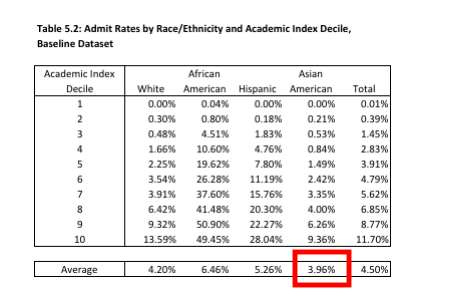 Table 5.2: Admit Rates by Race/Ethnicity and Academic Index Decile,
Baseline Dataset
Academic Index African Asian
Decile White American Hispanic American Total
1 0.00% 0.04% 0.00% 0.00% 0.01%
2 0.30% 0.80% 0.18% 0.21% 0.39%
3 0.48% 4.51% 1.83% 0.53% 1.45%
4 1.66% 10.60% 4.76% 0.84% 2.83%
5 2.25% 19.62% 7.80% 1.49% 3.91%
6 3.54% 26.28% 11.19% 2.42% 4.79%
7 3.91% 37.60% 15.76% 3.35% 5.62%
8 6.42% 41.48% 20.30% 4.00% 6.85%
9 9.32% 50.90% 22.27% 6.26% 8.77%
10 13.59% 49.45% 28.04% 9.36% 11.70%
Average 4.20% 6.46% 5.26% 3.96% 4.50%